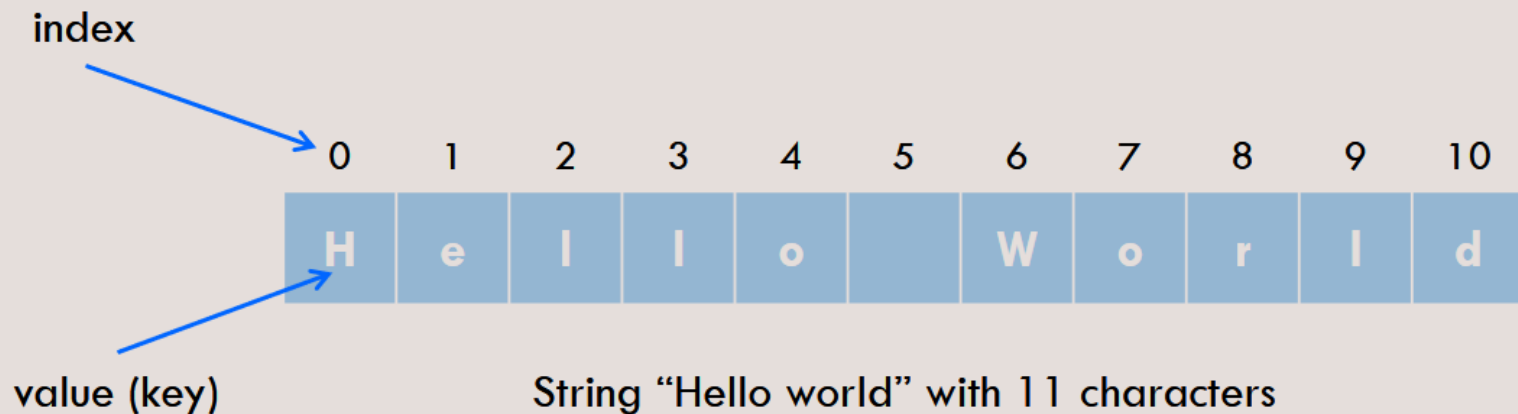 index
0 1 2 3 4 5 6 7 8 9 10
H e l l o W o r l d
value (key) String “Hello world” with 11 characters